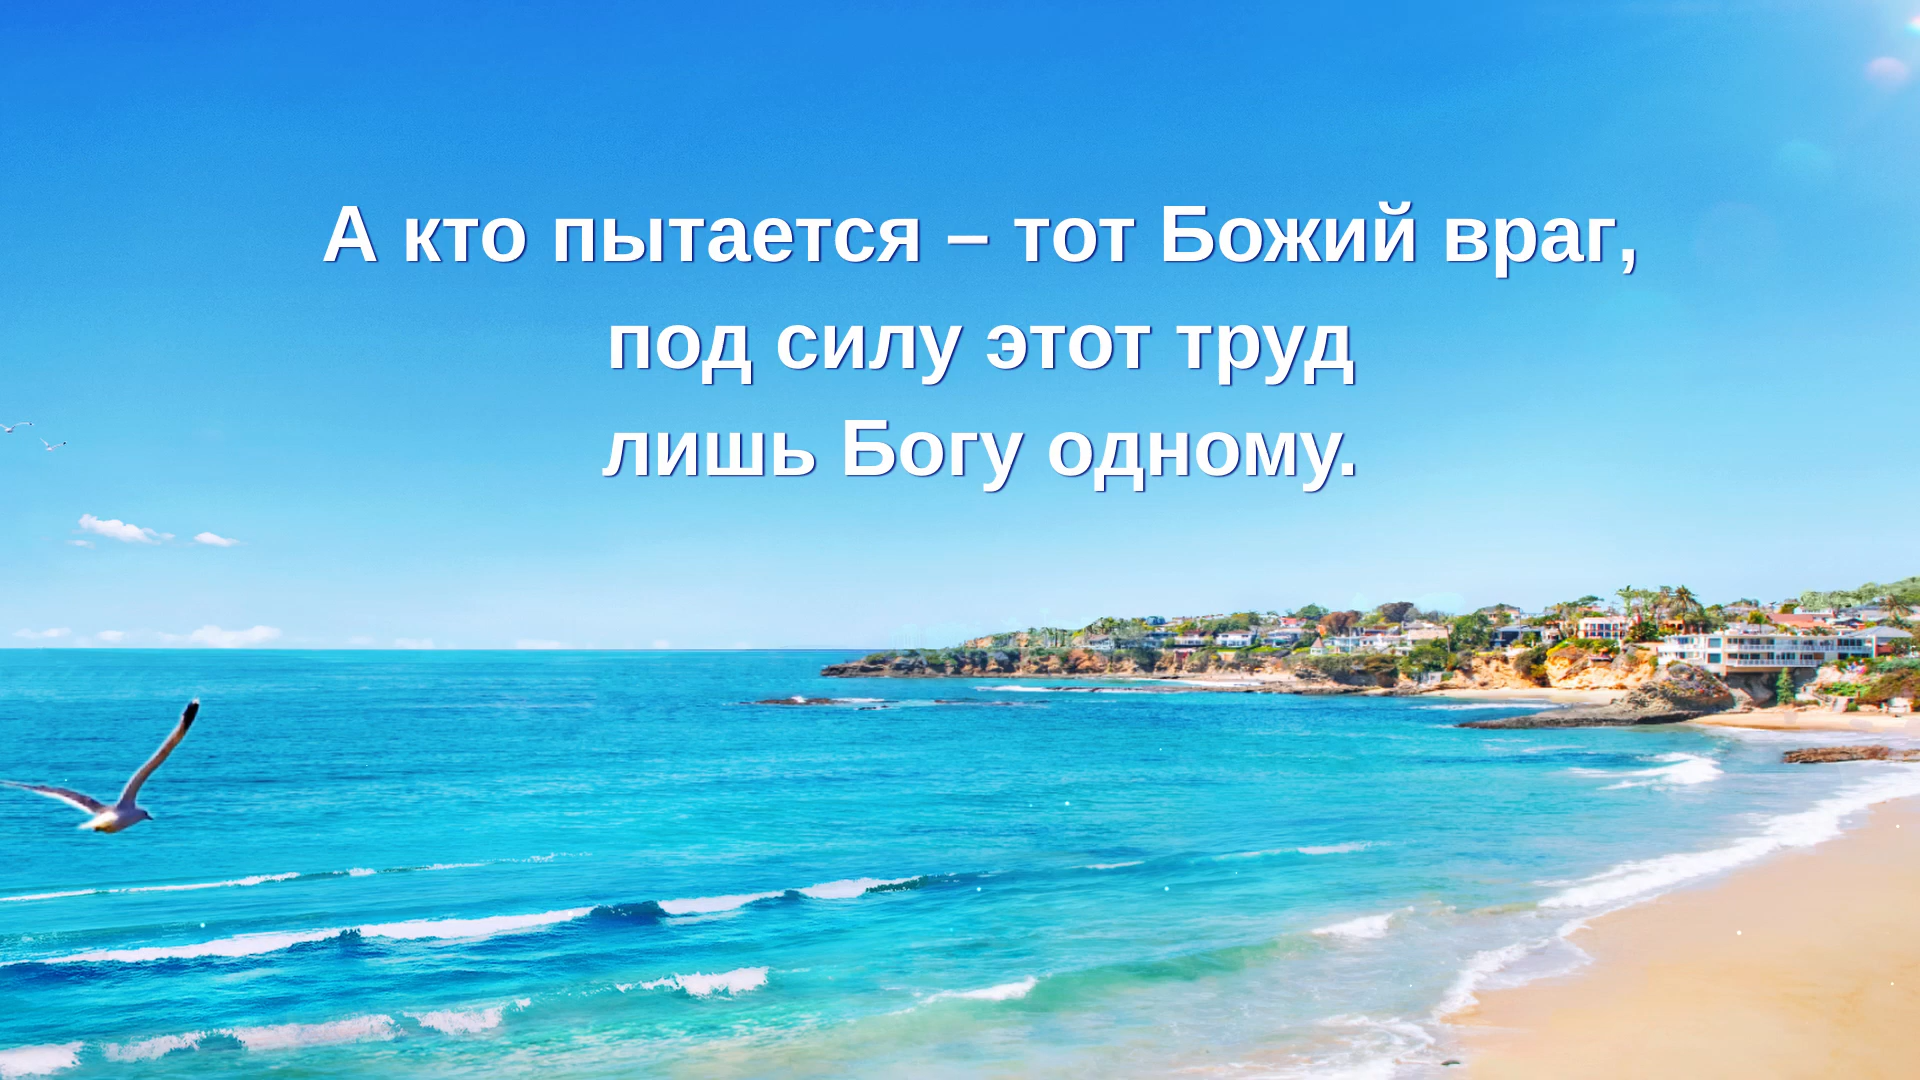 А кто пытается – тот Божий враг,
под силу этот труд
лишь Богу одному.